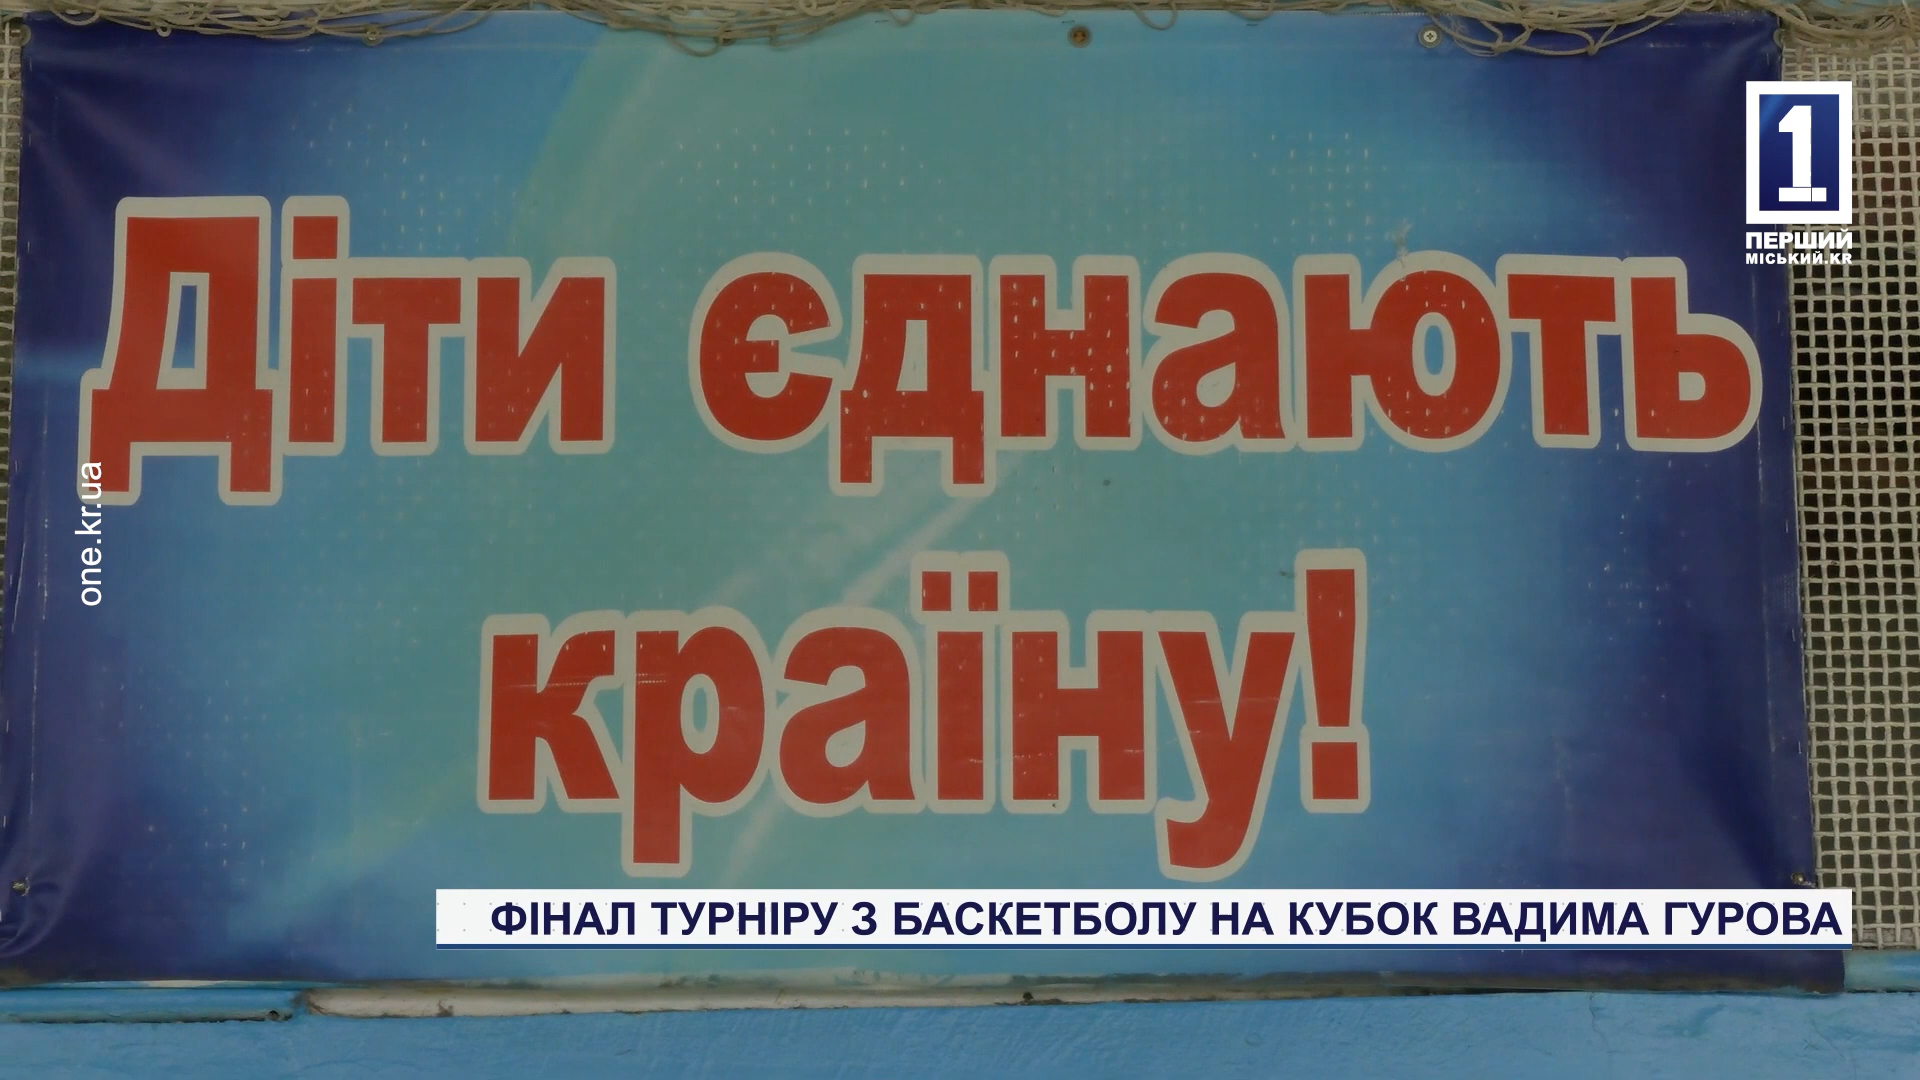 1
ПЕРШИЙ
МІСЬКИЙ.KR
Діти єднають
країну!
one.kr.ua
ФІНАЛ ТУРНІРУ З БАСКЕТБОЛУ НА КУБОК ВАДИМА ГУРОВА